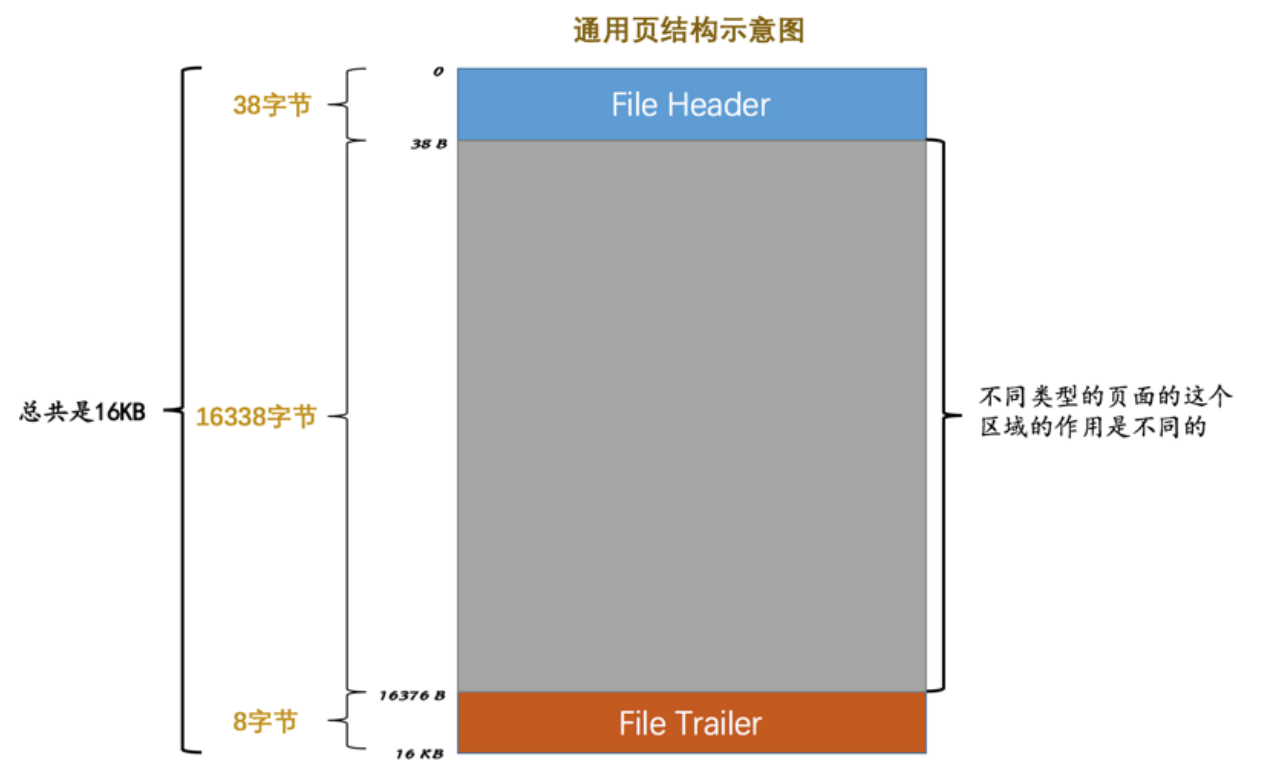 通用页结构示意图
0
38字节
File Header
38 B
总共是16KB
16338字节
不同类型的页面的这个
区域的作用是不同的
16376 B
8字节
File Trailer
16 KB